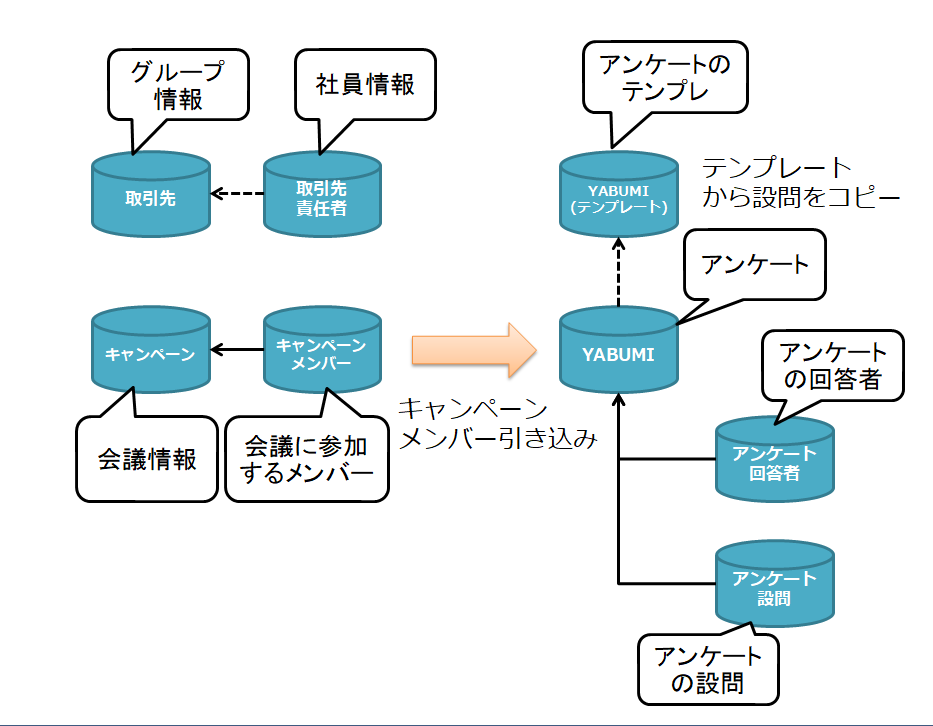 グループ
情報
社員情報
アンケートの
テンプレ
取引先
取引先
責任者
YABUMI
(テンプレート)
テンプレート
から設問をコピー
アンケート
キャンペーン
キャンペーン
メンバー
YABUMI
アンケート
の回答者
キャンペーン
メンバー引き込み
会議情報
会議に参加
するメンバー
アンケート
回答者
アンケート
設問
アンケート
の設問